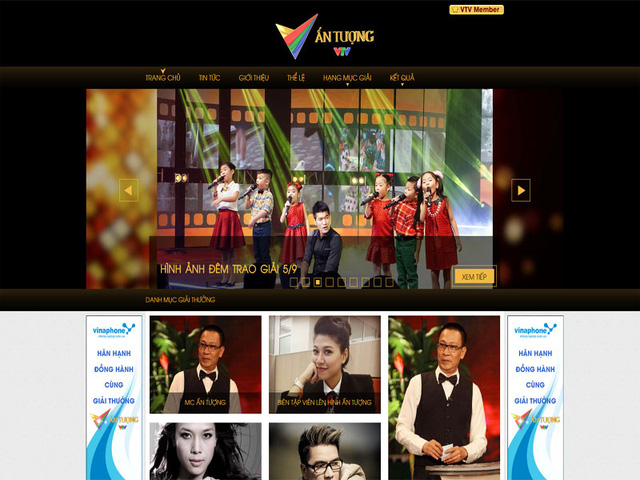 VTV Member
ẤN TƯỢNG
VTV
TRANG CHỦ TIN TỨC GIỚI THIỆU THỂ LỆ HẠNG MỤC GIẢI KẾT QUẢ
HÌNH ẢNH ĐÊM TRAO GIẢI 5/9
XEM TIẾP
DANH MỤC GIẢI THƯỞNG
vinaphone
HÂN HẠNH
ĐỒNG HÀNH
CÙNG
GIẢI THƯỞNG
ẤN TƯỢNG
VTV
MC ẤN TƯỢNG
BIÊN TẬP VIÊN LÊN HÌNH ẤN TƯỢNG
vinaphone
HÂN HẠNH
ĐỒNG HÀNH
CÙNG
GIẢI THƯỞNG
ẤN TƯỢNG
VTV